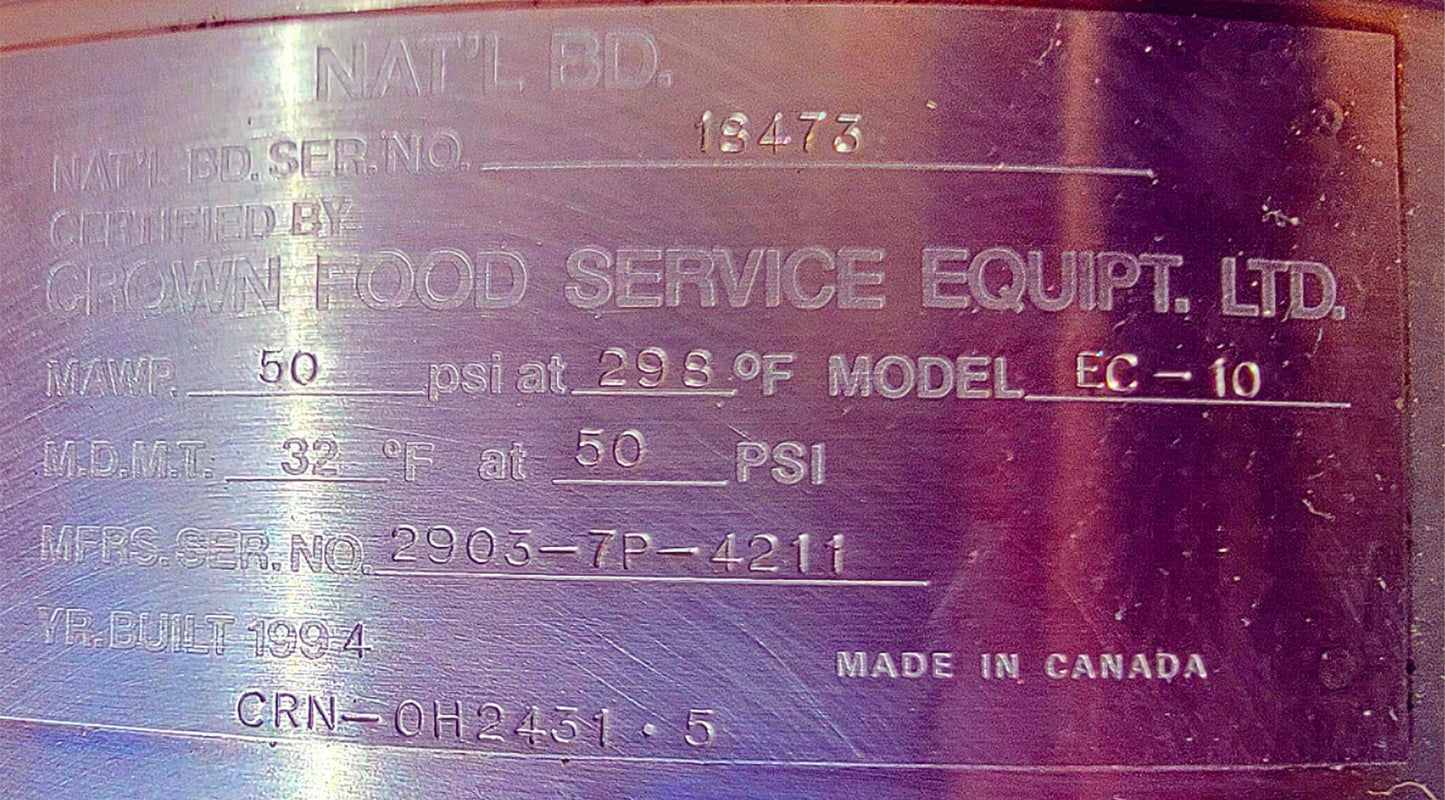 NAT'L BD.
NAT'L BD. SER. NO. 18473
CERTIFIED BY
CROWN FOOD SERVICE EQUIPT. LTD.
MAWP. 50 psi at 298 °F MODEL EC-10
M.D.M.T. 32 °F at 50 PSI
MFRS. SER. NO. 2903-7P-4211
YR. BUILT 1994
MADE IN CANADA
CRN-OH2431.5